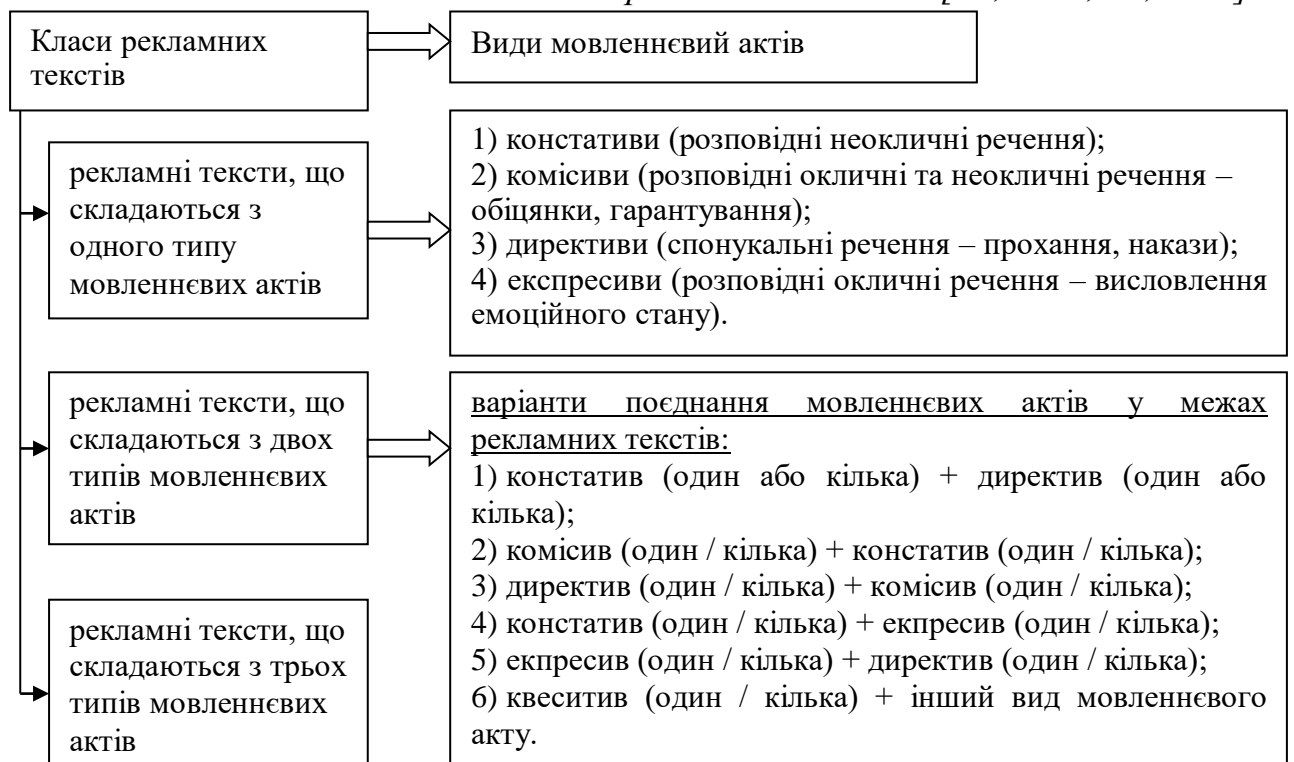 Класи рекламних
текстів
Види мовленнєвий актів
рекламні тексти, що
складаються з
одного типу
мовленнєвих актів
1) констативи (розповідні неокличні речення);
2) комісиви (розповідні окличні та неокличні речення –
обіцянки, гарантування);
3) директиви (спонукальні речення – прохання, накази);
4) експресиви (розповідні окличні речення – висловлення
емоційного стану).
рекламні тексти, що
складаються з двох
типів мовленнєвих
актів
варіанти поєднання мовленнєвих актів у межах
рекламних текстів:
1) констатив (один або кілька) + директив (один або
кілька);
2) комісив (один / кілька) + констатив (один / кілька);
3) директив (один / кілька) + комісив (один / кілька);
4) констатив (один / кілька) + експресив (один / кілька);
5) екпресив (один / кілька) + директив (один / кілька);
6) квеситив (один / кілька) + інший вид мовленнєвого
акту.
рекламні тексти, що
складаються з трьох
типів мовленнєвих
актів